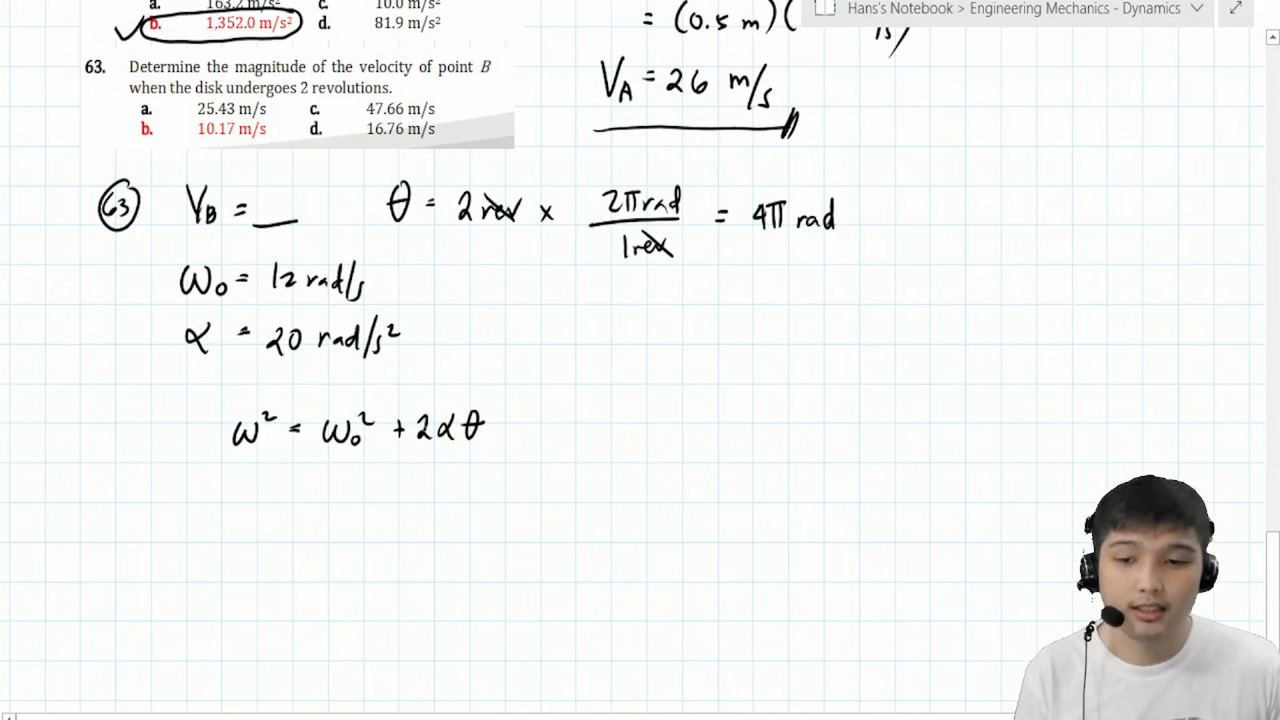 a. 163.2 m/s² c. 10.0 m/s²
b. 1,352.0 m/s² d. 81.9 m/s²
63. Determine the magnitude of the velocity of point B
when the disk undergoes 2 revolutions.
a. 25.43 m/s c. 47.66 m/s
b. 10.17 m/s d. 16.76 m/s
Hans's Notebook > Engineering Mechanics - Dynamics
= (0.5 m)(
V_A = 26 m/s
63 V_B = __ θ = 2 rev x 2π rad / 1 rev = 4π rad
ω₀ = 12 rad/s
α = 20 rad/s²
ω² = ω₀² + 2αθ